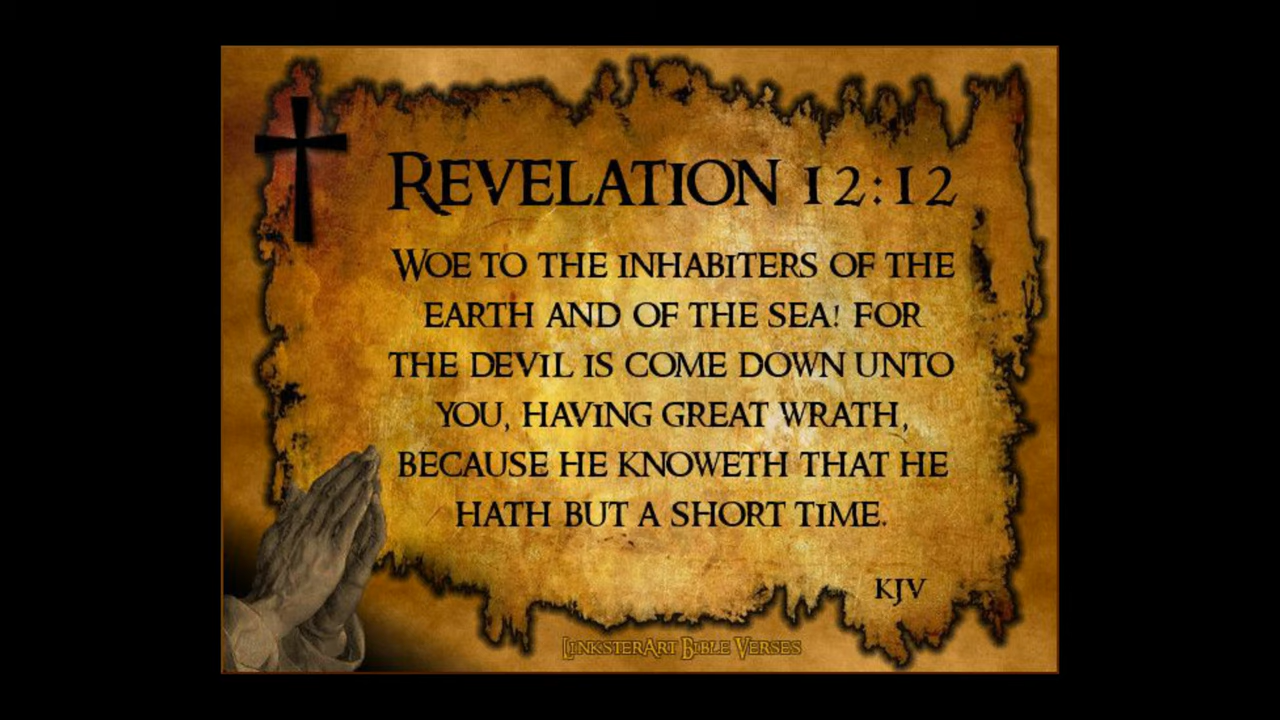 Revelation 12:12
Woe to the inhabiters of the
earth and of the sea! for
the devil is come down unto
you, having great wrath,
because he knoweth that he
hath but a short time.
KJV
LinksterArt Bible Verses